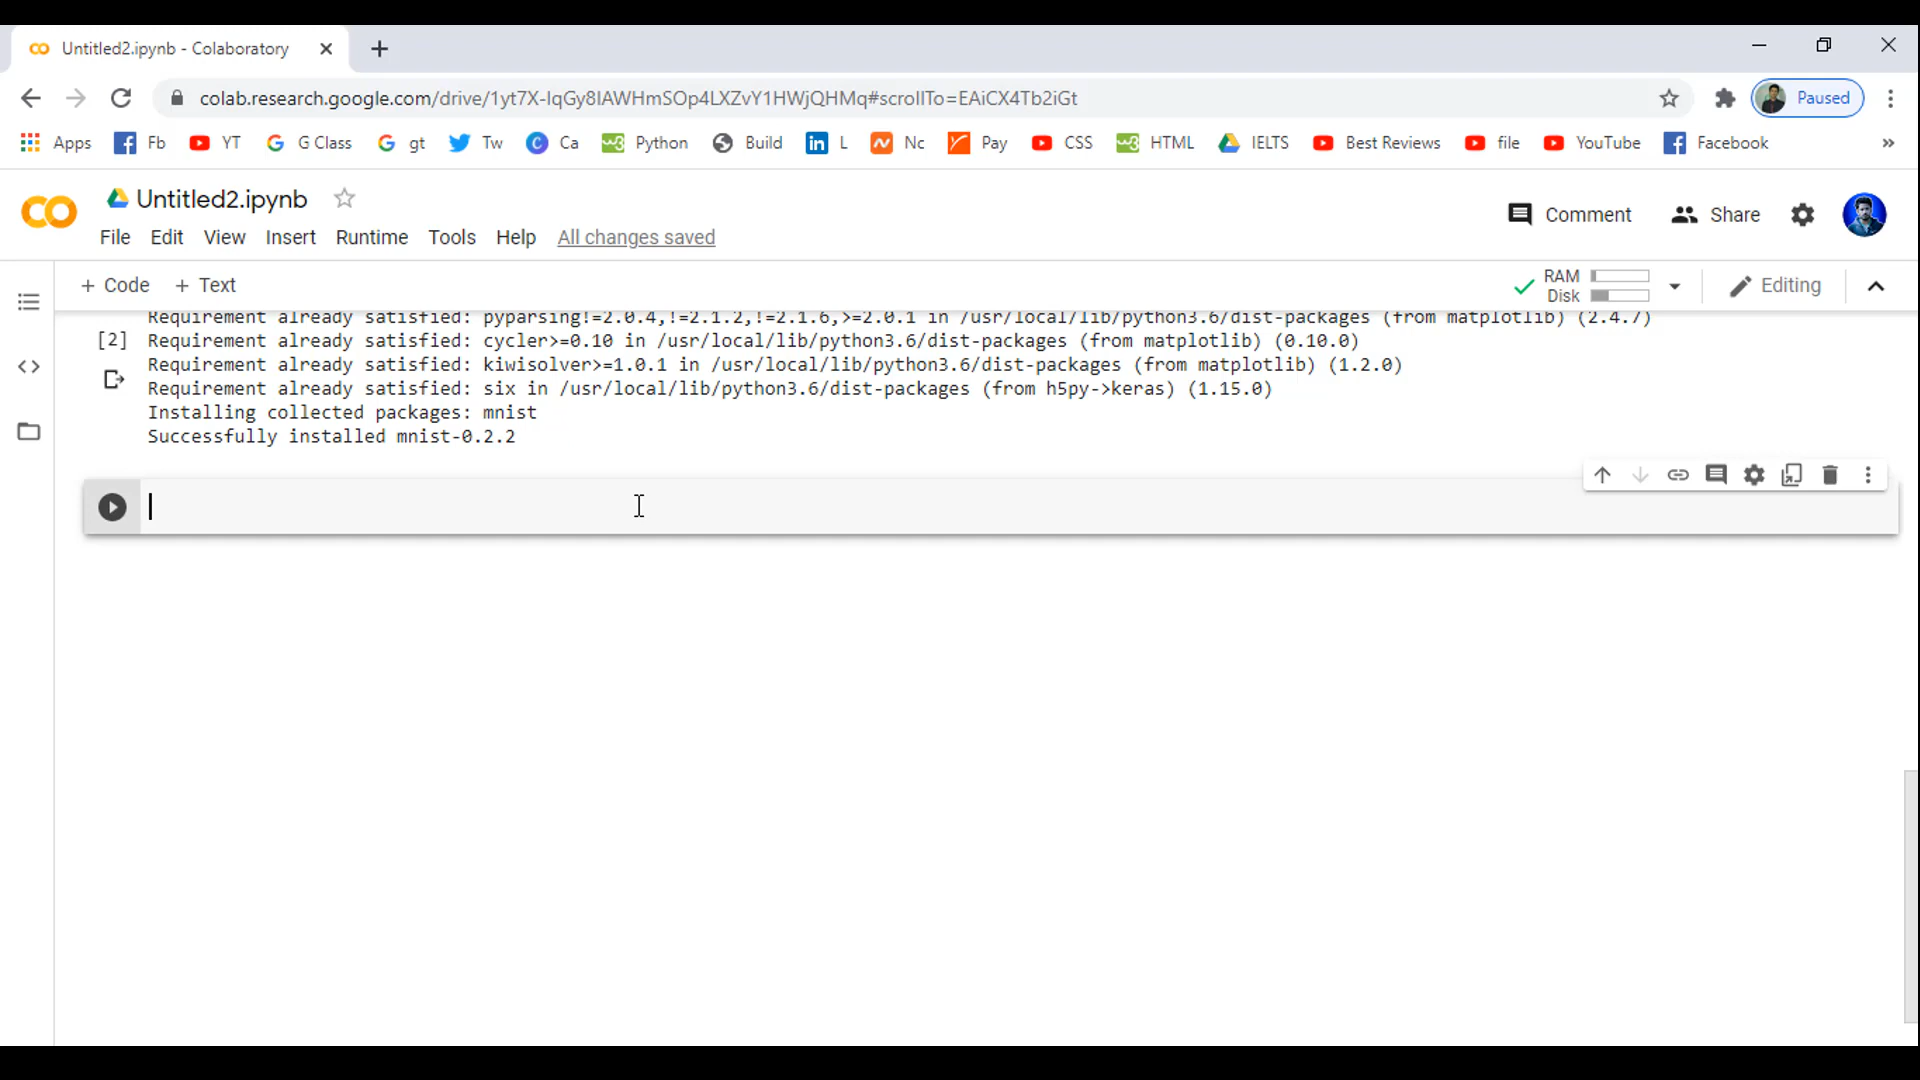 Untitled2.ipynb - Colaboratory
colab.research.google.com/drive/1yt7X-IqGy8IAWHmSOp4LXZvY1HWjQHMq#scrollTo=EAiCX4Tb2iGt
Paused
Apps Fb YT G Class gt Tw Ca Python Build L Nc Pay CSS HTML IELTS Best Reviews file YouTube Facebook »
Untitled2.ipynb
Comment Share
File Edit View Insert Runtime Tools Help All changes saved
+ Code + Text
RAM
Disk
Editing
Requirement already satisfied: pyparsing!=2.0.4,!=2.1.2,!=2.1.6,>=2.0.1 in /usr/local/lib/python3.6/dist-packages (from matplotlib) (2.4.7)
[2] Requirement already satisfied: cycler>=0.10 in /usr/local/lib/python3.6/dist-packages (from matplotlib) (0.10.0)
Requirement already satisfied: kiwisolver>=1.0.1 in /usr/local/lib/python3.6/dist-packages (from matplotlib) (1.2.0)
Requirement already satisfied: six in /usr/local/lib/python3.6/dist-packages (from h5py->keras) (1.15.0)
Installing collected packages: mnist
Successfully installed mnist-0.2.2